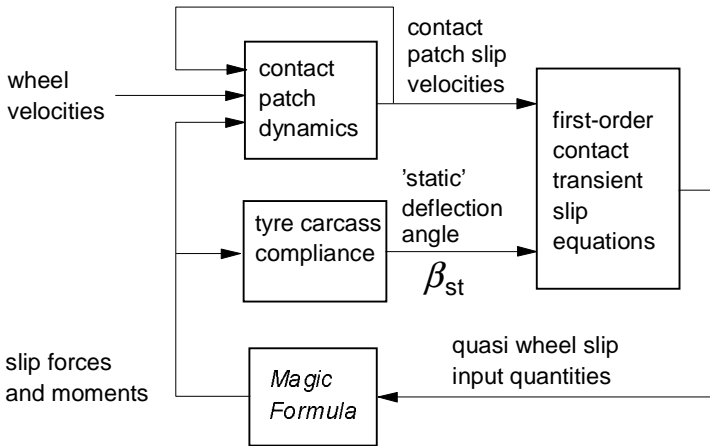 wheel
velocities
contact
patch
dynamics
contact
patch slip
velocities
first-order
contact
transient
slip
equations
tyre carcass
compliance
'static'
deflection
angle
βst
slip forces
and moments
Magic
Formula
quasi wheel slip
input quantities